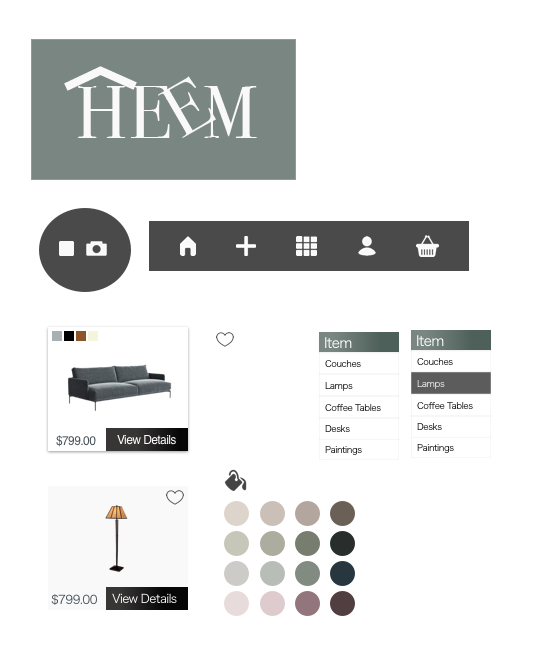 HEEM
Item
Couches
Lamps
Coffee Tables
Desks
Paintings
Item
Couches
Lamps
Coffee Tables
Desks
Paintings
$799.00
View Details
$799.00
View Details